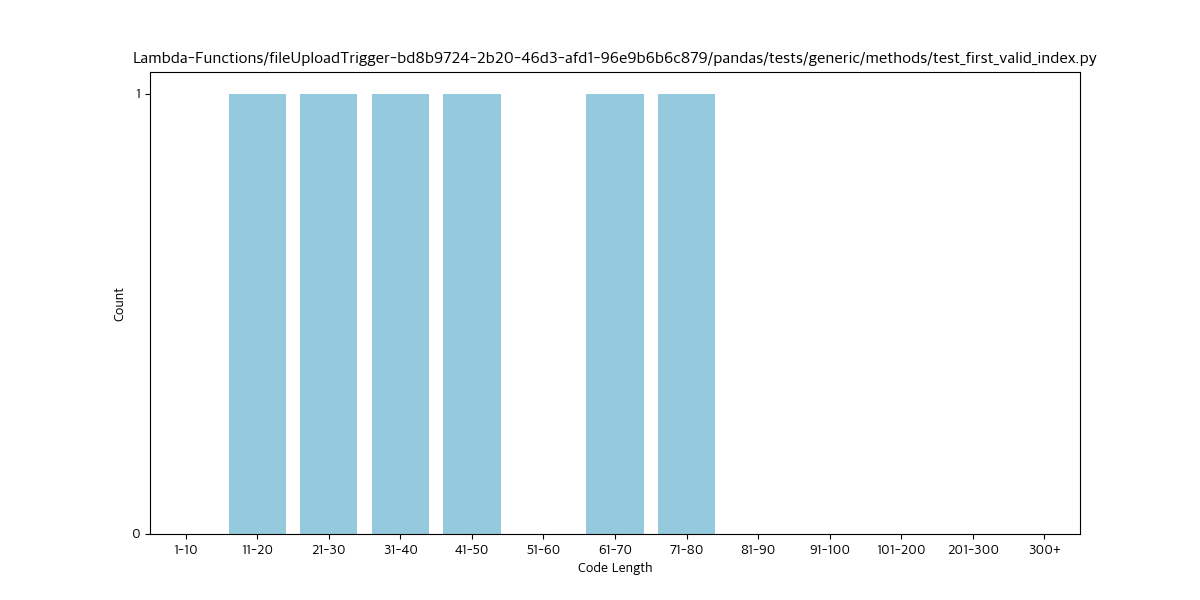 Lambda-Functions/fileUploadTrigger-bd8b9724-2b20-46d3-afd1-96e9b6b6c879/pandas/tests/generic/methods/test_first_valid_index.py
1
Count
0
1-10 11-20 21-30 31-40 41-50 51-60 61-70 71-80 81-90 91-100 101-200 201-300 300+
Code Length